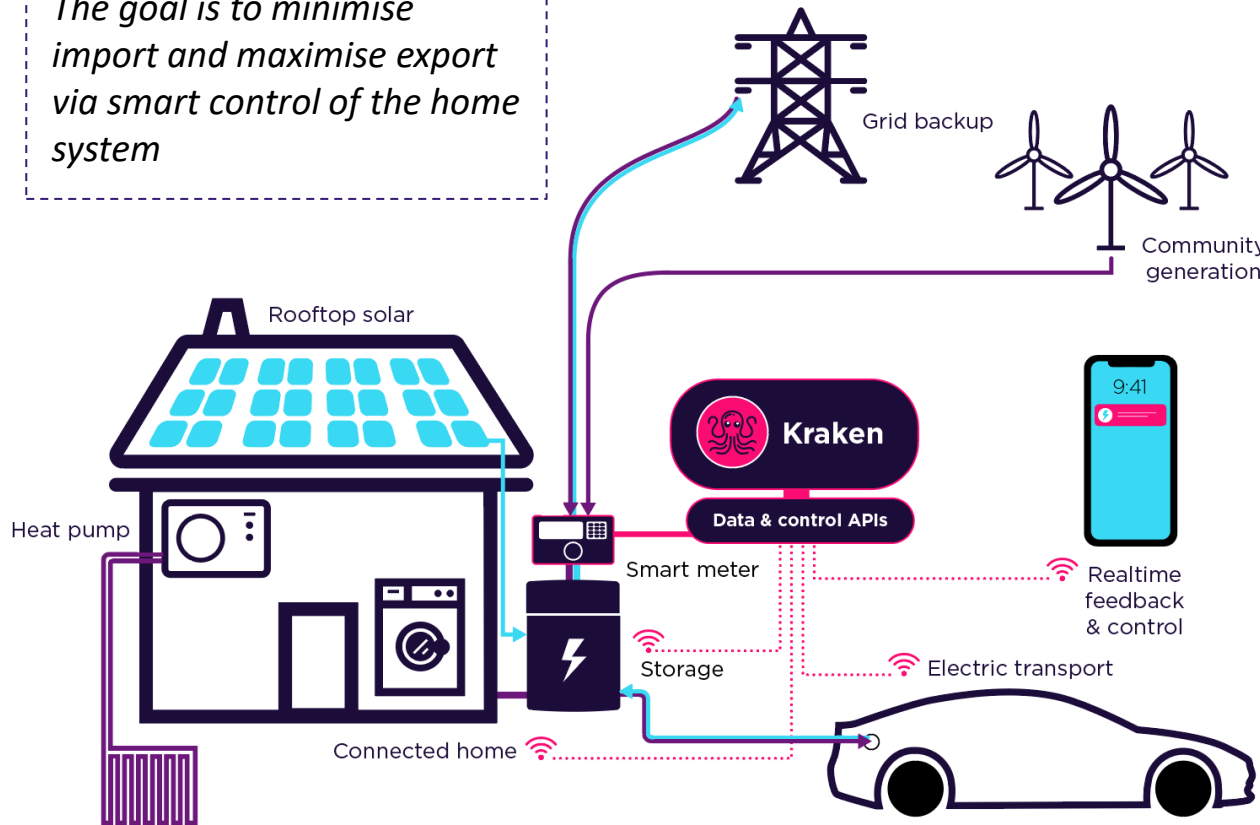 The goal is to minimise
import and maximise export
via smart control of the home
system
Grid backup
Community
generation
Rooftop solar
9:41
Kraken
Data & control APIs
Heat pump
Smart meter
Realtime
feedback
& control
Storage
Electric transport
Connected home